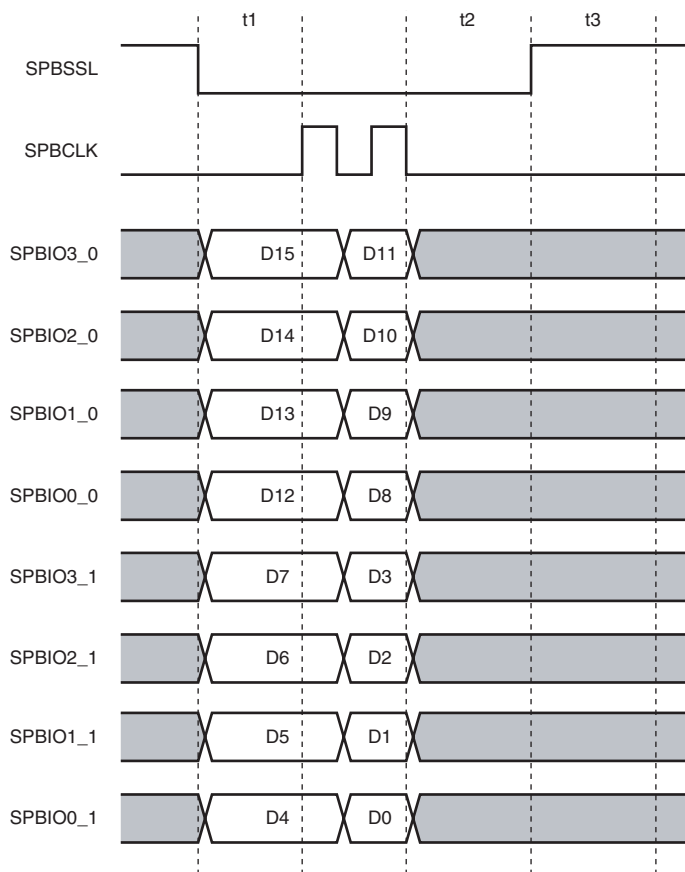 t1 t2 t3
SPBSSL
SPBCLK
SPBIO3_0 D15 D11
SPBIO2_0 D14 D10
SPBIO1_0 D13 D9
SPBIO0_0 D12 D8
SPBIO3_1 D7 D3
SPBIO2_1 D6 D2
SPBIO1_1 D5 D1
SPBIO0_1 D4 D0